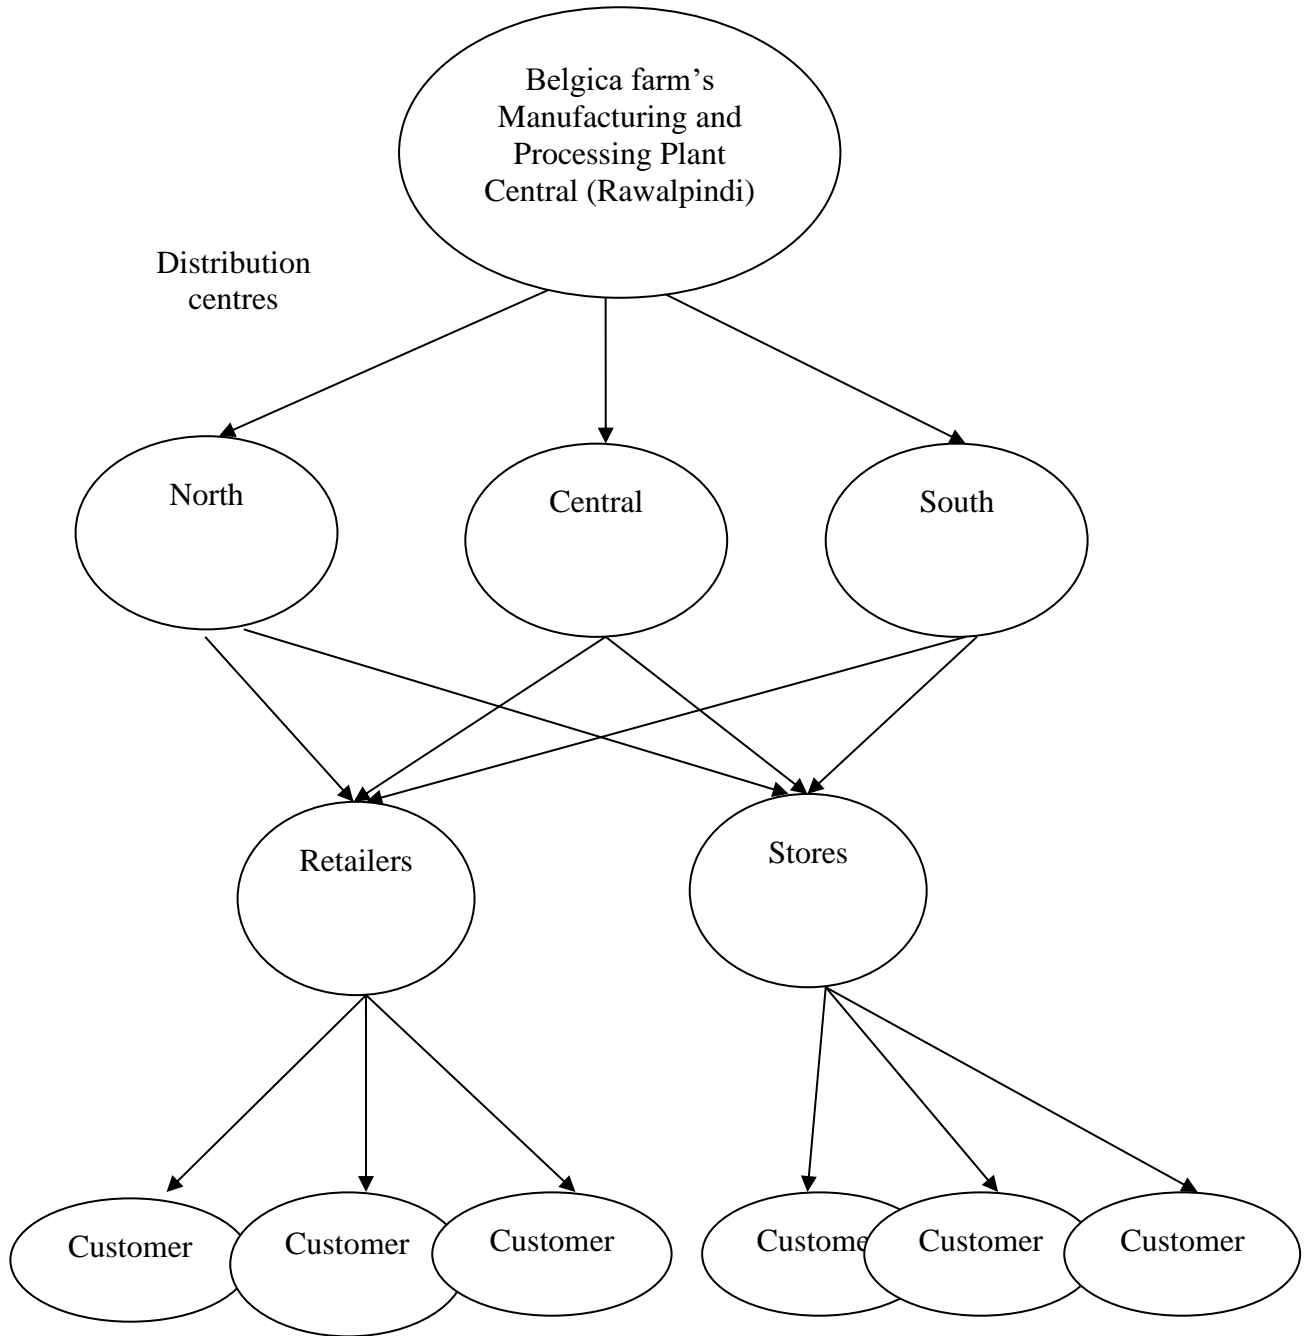 Belgica farm’s
Manufacturing and
Processing Plant
Central (Rawalpindi)
Distribution
centres
North
Central
South
Retailers
Stores
Customer
Customer
Customer
Custome
Customer
Customer